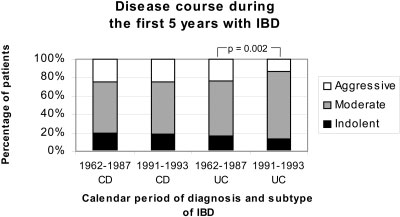 Disease course during
the first 5 years with IBD
p = 0.002
100%
80%
60%
40%
20%
0%
Percentage of patients
Aggressive
Moderate
Indolent
1962-1987 1991-1993 1962-1987 1991-1993
CD CD UC UC
Calendar period of diagnosis and subtype
of IBD